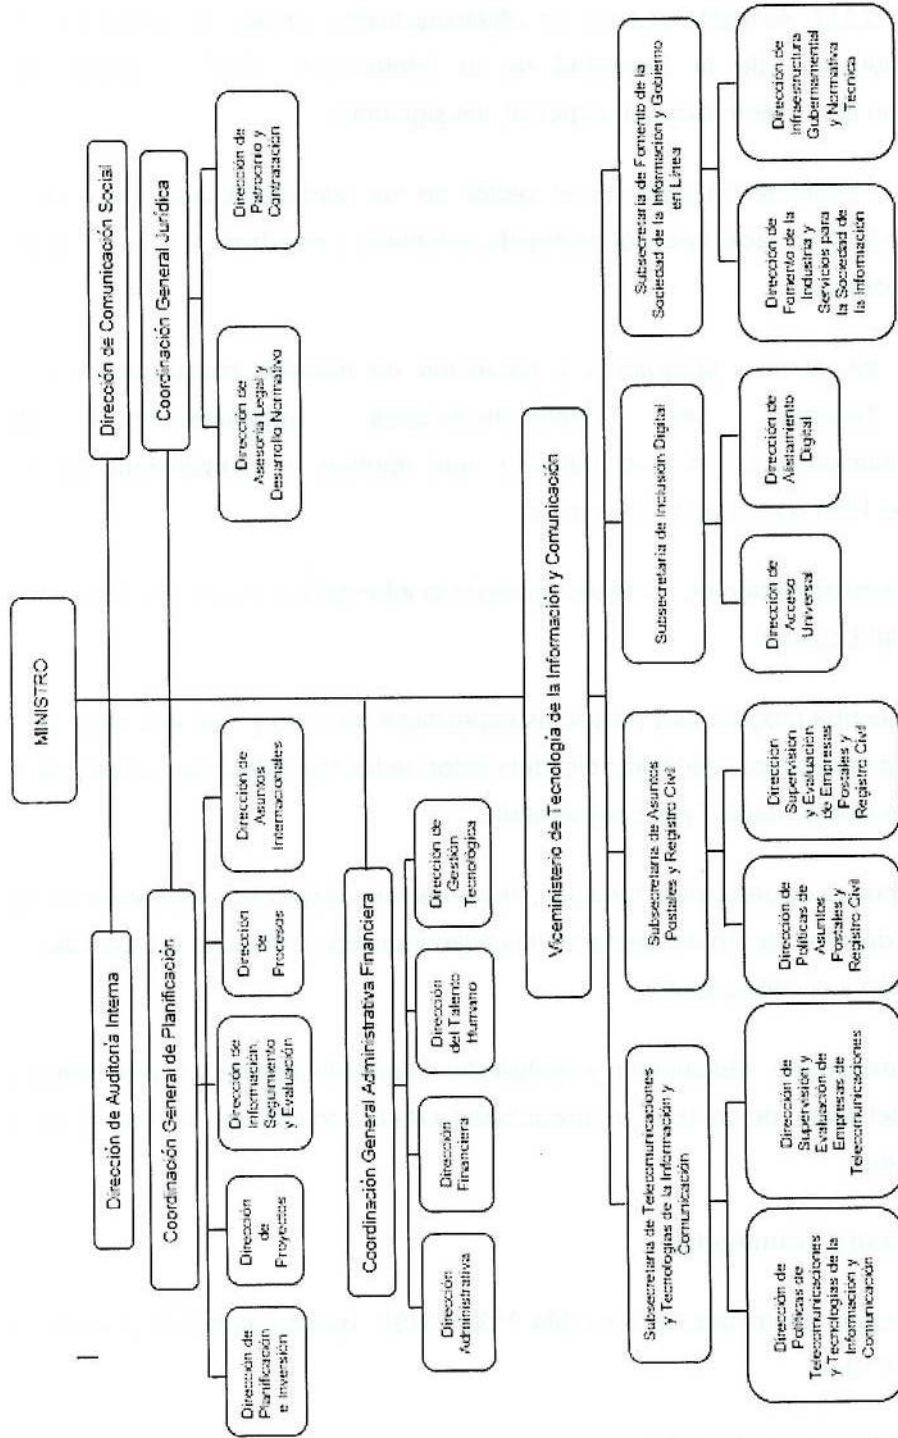 MINISTRO
Dirección de Auditoría Interna
Dirección de Comunicación Social
Coordinación General de Planificación
Coordinación General Jurídica
Dirección de
Planificación
e Inversión
Dirección
de
Proyectos
Dirección de
Información,
Seguimiento
y Evaluación
Dirección
de
Procesos
Dirección de
Asuntos
Internacionales
Dirección de
Asesoría Legal y
Desarrollo Normativo
Dirección de
Patrocinio y
Contratación
Coordinación General Administrativa Financiera
Dirección
Administrativa
Dirección
Financiera
Dirección
del Talento
Humano
Dirección de
Gestión
Tecnológica
Viceministerio de Tecnología de la Información y Comunicación
Subsecretaría de Telecomunicaciones
y Tecnologías de la Información y
Comunicación
Subsecretaría de Asuntos
Postales y Registro Civil
Subsecretaría de Inclusión Digital
Subsecretaría de Fomento de la
Sociedad de la Información y Gobierno
en Línea
Dirección de
Políticas de
Telecomunicaciones
y Tecnologías de la
Información y
Comunicación
Dirección de
Supervisión y
Evaluación de
Empresas de
Telecomunicaciones
Dirección de
Políticas de
Asuntos
Postales y
Registro Civil
Dirección
Supervisión
y Evaluación
de Empresas
Postales y
Registro Civil
Dirección de
Acceso
Universal
Dirección de
Alistamiento
Digital
Dirección de
Fomento de la
Industria y
Servicios para
la Sociedad de
la Información
Dirección de
Infraestructura
Gubernamental
y Normativa
Técnica